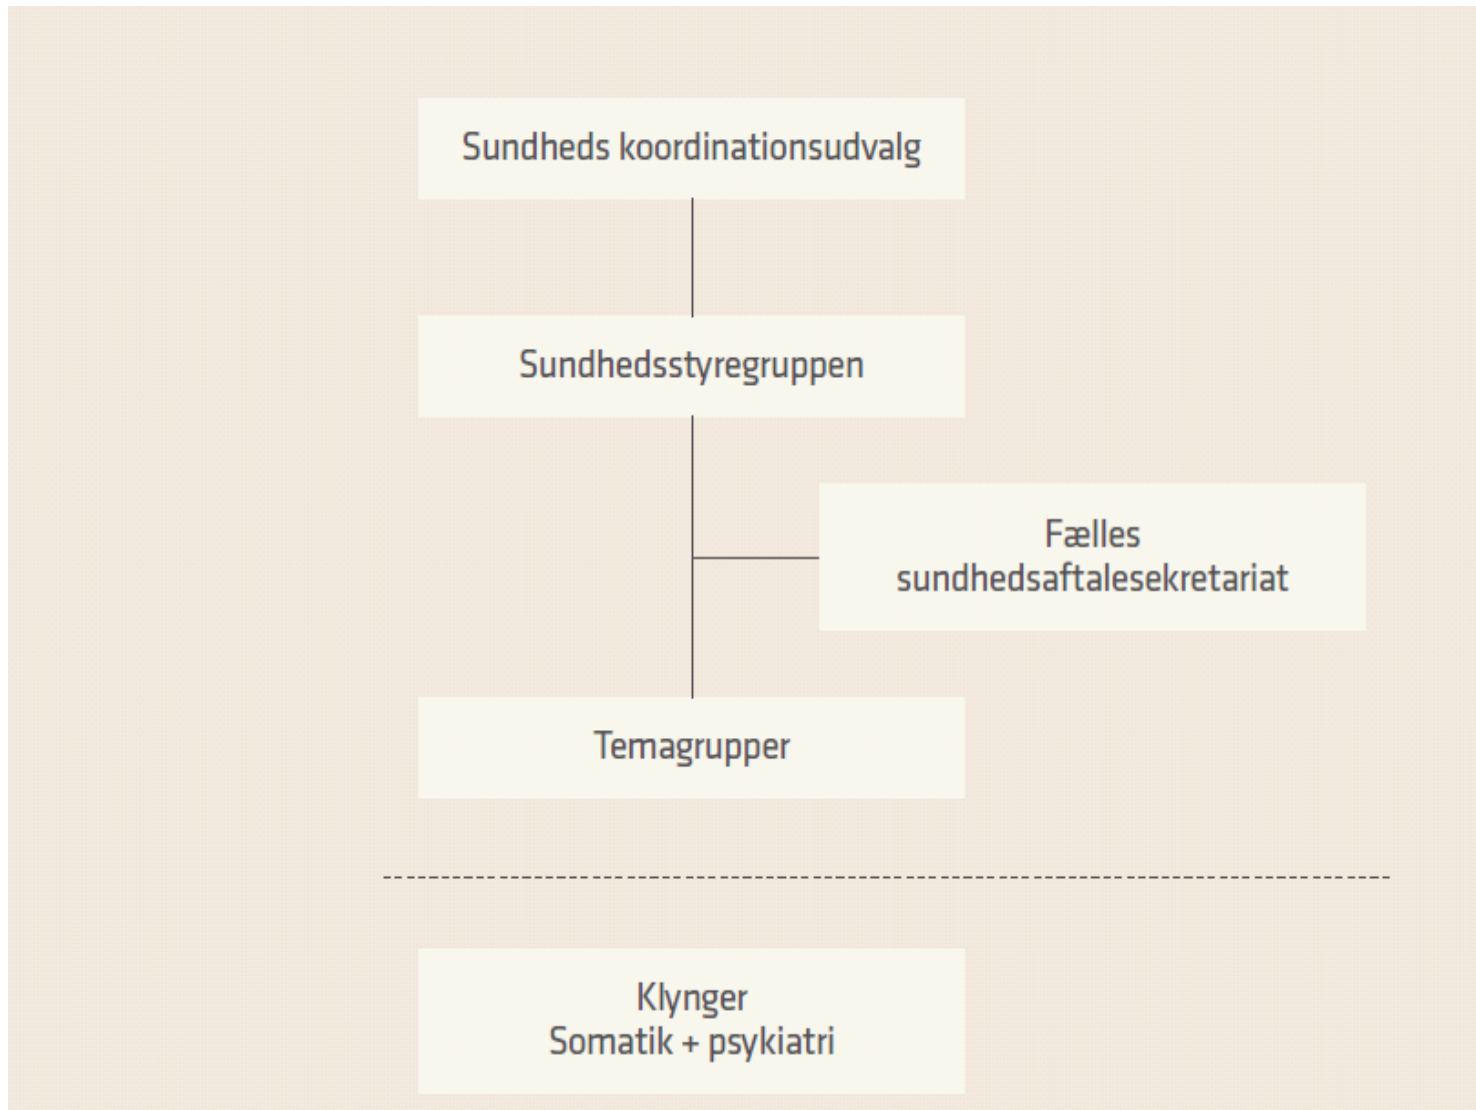 Sundheds koordinationsudvalg
Sundhedsstyregruppen
Fælles
sundhedsaftalesekretariat
Temagrupper
Klynger
Somatik + psykiatri